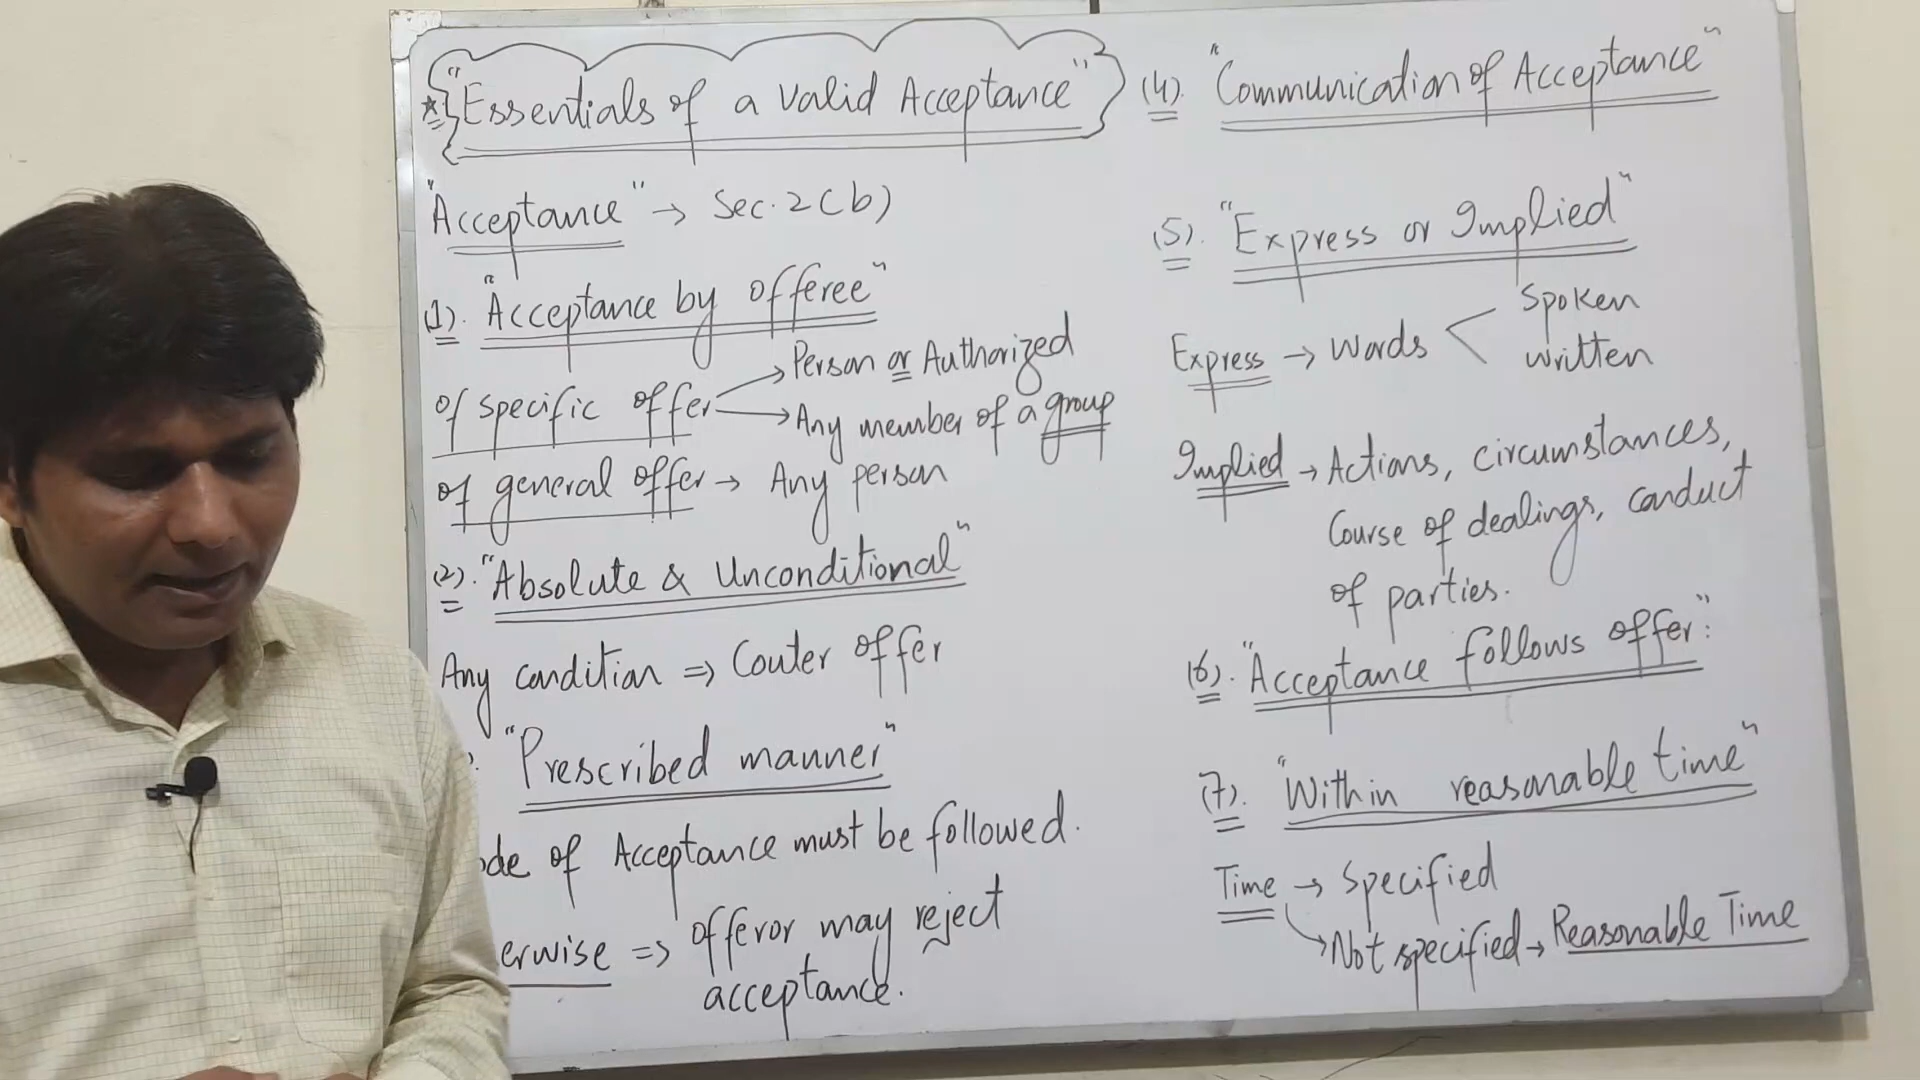 * "Essentials of a Valid Acceptance"
"Acceptance" → Sec. 2(b)
(1). "Acceptance by offeree"
of specific offer → Person or Authorized
→ Any member of a group
of general offer → Any person
(2). "Absolute & Unconditional"
Any condition ⇒ Couter offer
"Prescribed manner"
ode of Acceptance must be followed.
erwise ⇒ offeror may reject
acceptance.
(4). "Communication of Acceptance"
(5). "Express or Implied"
Express → Words < Spoken
written
Implied → Actions, circumstances,
Course of dealings, conduct
of parties.
(6). "Acceptance follows offer:"
(7). "Within reasonable time"
Time → Specified
→ Not specified → Reasonable Time